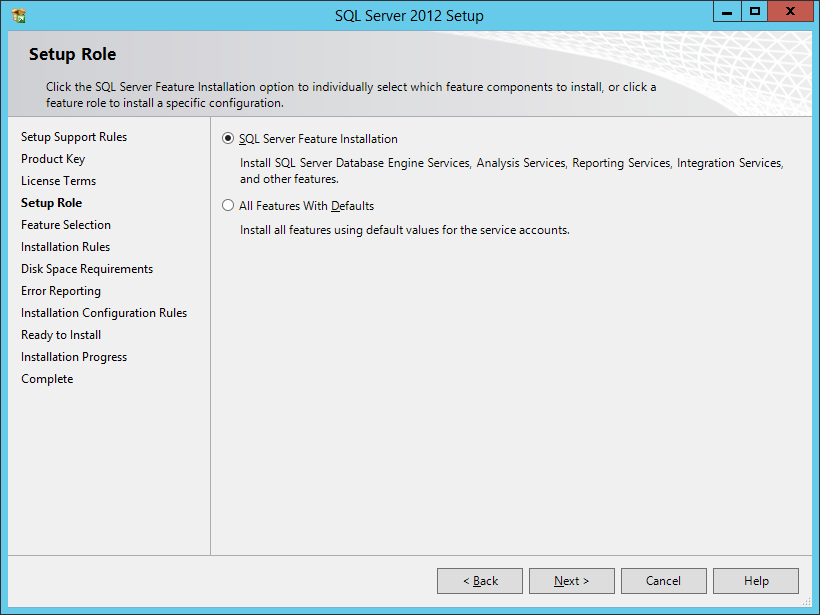 SQL Server 2012 Setup
Setup Role
Click the SQL Server Feature Installation option to individually select which feature components to install, or click a
feature role to install a specific configuration.
Setup Support Rules
Product Key
License Terms
Setup Role
Feature Selection
Installation Rules
Disk Space Requirements
Error Reporting
Installation Configuration Rules
Ready to Install
Installation Progress
Complete
SQL Server Feature Installation
Install SQL Server Database Engine Services, Analysis Services, Reporting Services, Integration Services,
and other features.
All Features With Defaults
Install all features using default values for the service accounts.
< Back
Next >
Cancel
Help